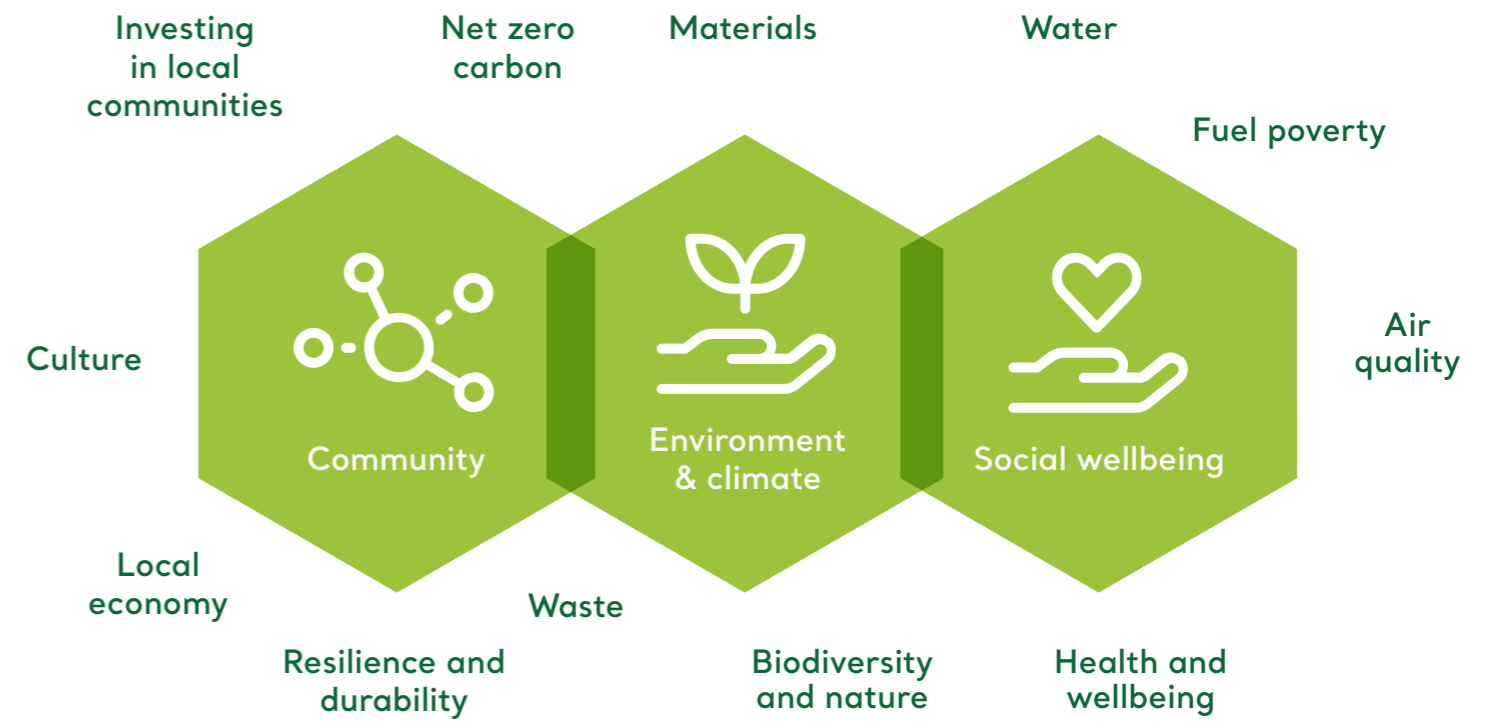 Investing
in local
communities
Net zero
carbon
Materials
Water
Fuel poverty
Culture
Air
quality
Community
Environment
& climate
Social wellbeing
Local
economy
Waste
Resilience and
durability
Biodiversity
and nature
Health and
wellbeing